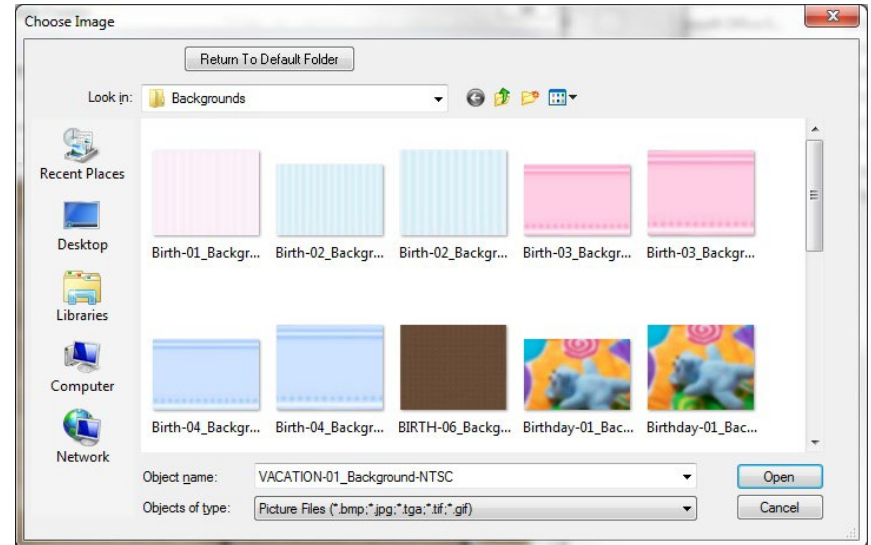 Choose Image
Return To Default Folder
Look in:
Backgrounds
Recent Places
Desktop
Libraries
Computer
Network
Birth-01_Backgr...
Birth-02_Backgr...
Birth-02_Backgr...
Birth-03_Backgr...
Birth-03_Backgr...
Birth-04_Backgr...
Birth-04_Backgr...
BIRTH-06_Backg...
Birthday-01_Bac...
Birthday-01_Bac...
Object name:
VACATION-01_Background-NTSC
Open
Objects of type:
Picture Files (*.bmp;*.jpg;*.tga;*.tif;*.gif)
Cancel